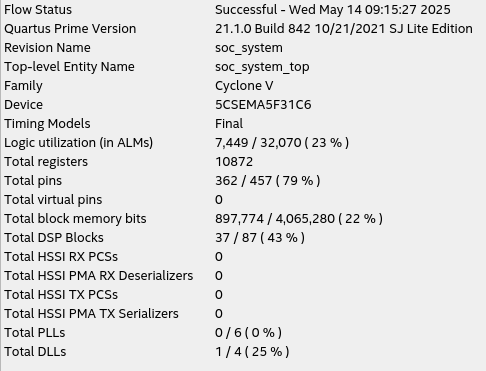 Flow Status Successful - Wed May 14 09:15:27 2025
Quartus Prime Version 21.1.0 Build 842 10/21/2021 SJ Lite Edition
Revision Name soc_system
Top-level Entity Name soc_system_top
Family Cyclone V
Device 5CSEMA5F31C6
Timing Models Final
Logic utilization (in ALMs) 7,449 / 32,070 ( 23 % )
Total registers 10872
Total pins 362 / 457 ( 79 % )
Total virtual pins 0
Total block memory bits 897,774 / 4,065,280 ( 22 % )
Total DSP Blocks 37 / 87 ( 43 % )
Total HSSI RX PCSs 0
Total HSSI PMA RX Deserializers 0
Total HSSI TX PCSs 0
Total HSSI PMA TX Serializers 0
Total PLLs 0 / 6 ( 0 % )
Total DLLs 1 / 4 ( 25 % )